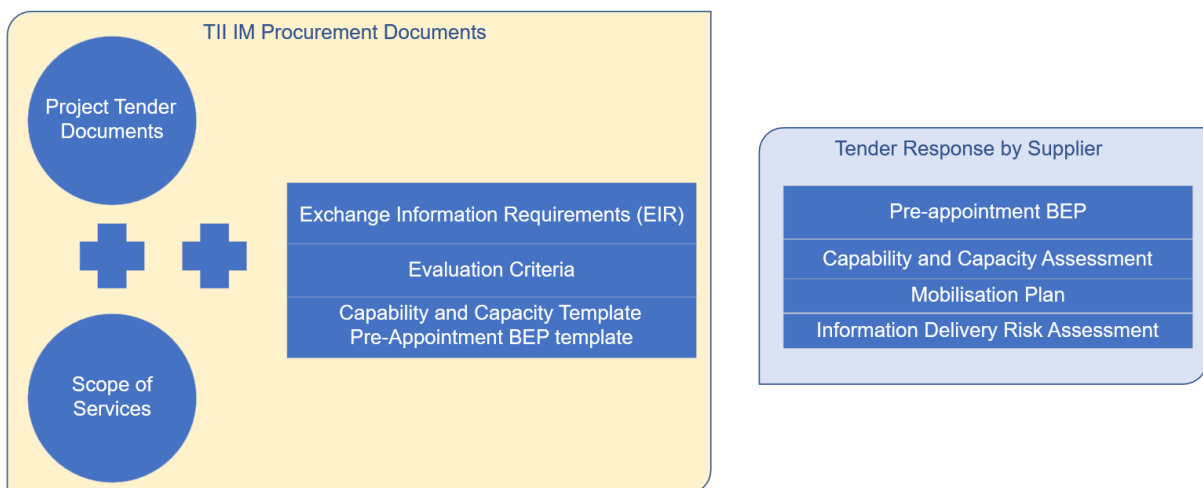 TII IM Procurement Documents
Project Tender
Documents
Scope of
Services
Exchange Information Requirements (EIR)
Evaluation Criteria
Capability and Capacity Template
Pre-Appointment BEP template
Tender Response by Supplier
Pre-appointment BEP
Capability and Capacity Assessment
Mobilisation Plan
Information Delivery Risk Assessment